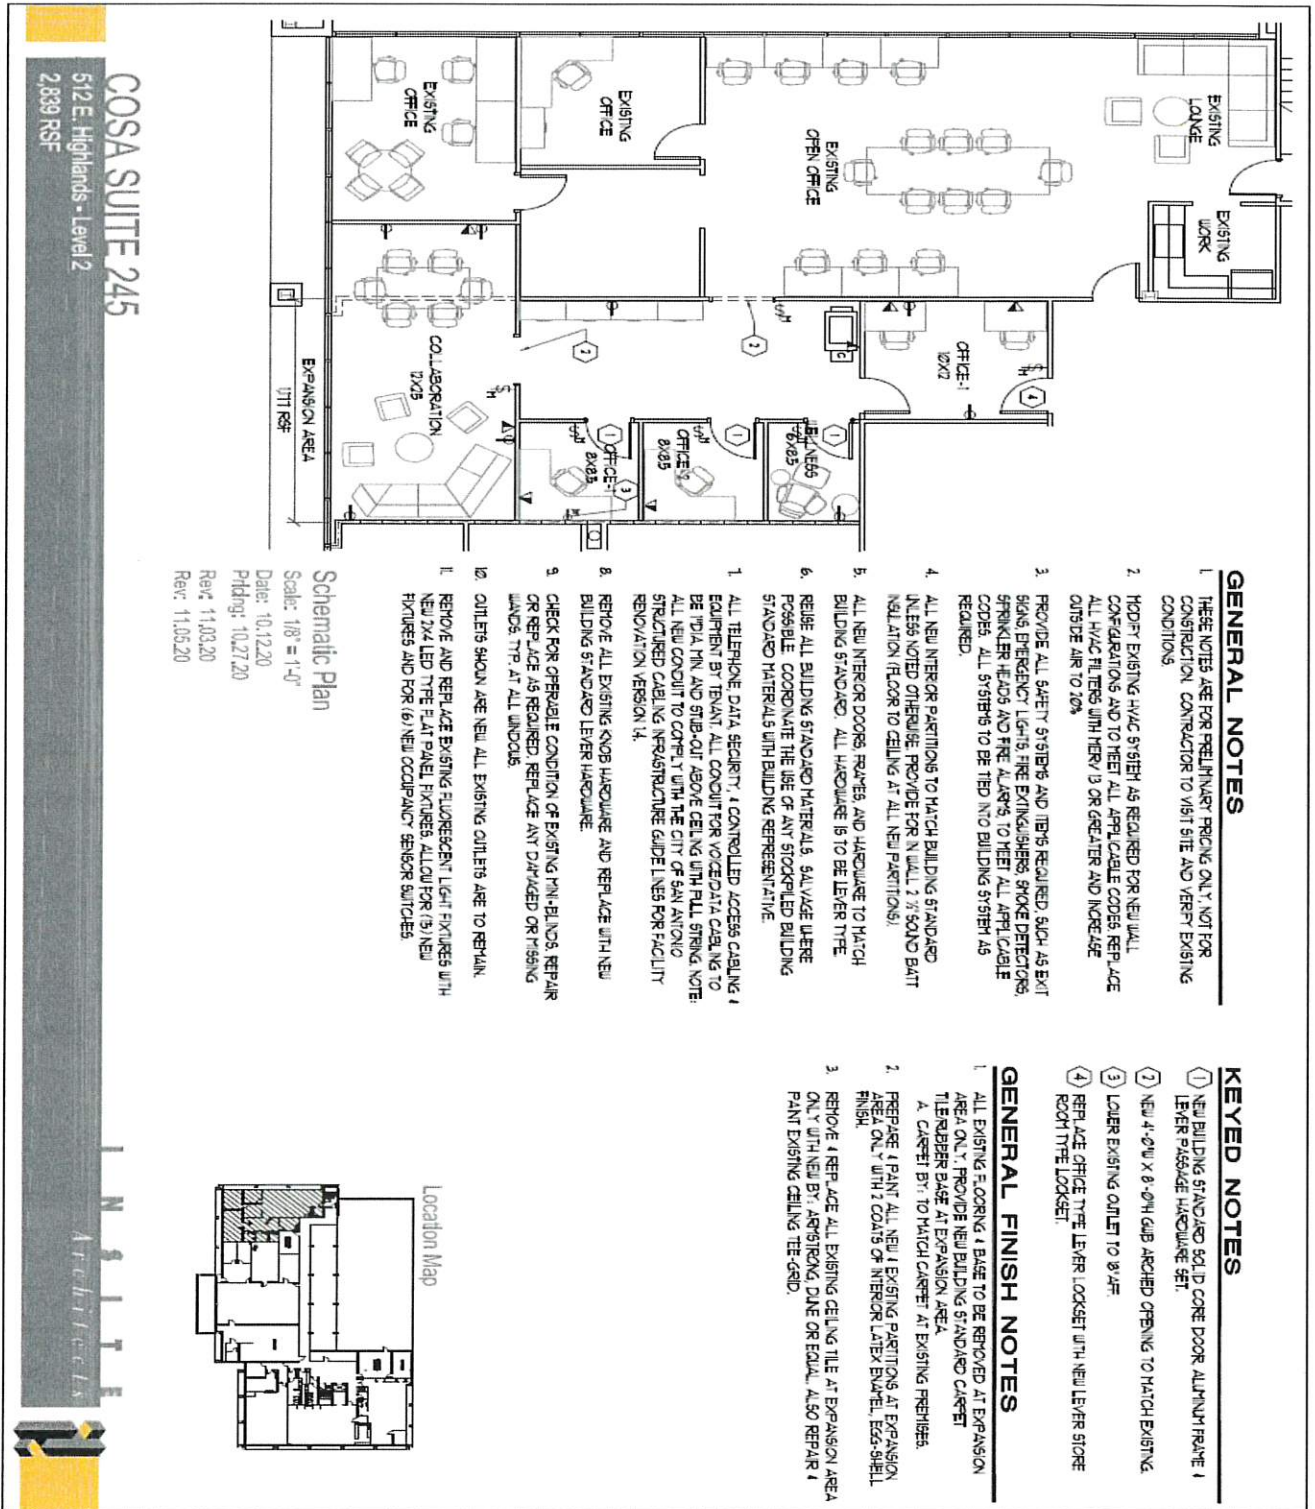 GENERAL NOTES
1. THESE NOTES ARE FOR PRELIMINARY PRICING ONLY, NOT FOR
CONSTRUCTION. CONTRACTOR TO VISIT SITE AND VERIFY EXISTING
CONDITIONS.
2. MODIFY EXISTING HVAC SYSTEM AS REQUIRED FOR NEW WALL
CONFIGURATIONS AND TO MEET ALL APPLICABLE CODES. REPLACE
ALL HVAC FILTERS WITH MERV 13 OR GREATER AND INCREASE
OUTSIDE AIR TO 20%
3. PROVIDE ALL SAFETY SYSTEMS AND ITEMS REQUIRED, SUCH AS EXIT
SIGNS, EMERGENCY LIGHTS, FIRE EXTINGUISHERS, SMOKE DETECTORS,
SPRINKLER HEADS AND FIRE ALARMS, TO MEET ALL APPLICABLE
CODES. ALL SYSTEMS TO BE TIED INTO BUILDING SYSTEM AS
REQUIRED.
4. ALL NEW INTERIOR PARTITIONS TO MATCH BUILDING STANDARD
UNLESS NOTED OTHERWISE. PROVIDE FOR IN WALL 2 ½" SOUND BATT
INSULATION (FLOOR TO CEILING AT ALL NEW PARTITIONS).
5. ALL NEW INTERIOR DOORS, FRAMES, AND HARDWARE TO MATCH
BUILDING STANDARD. ALL HARDWARE IS TO BE LEVER TYPE.
6. REUSE ALL BUILDING STANDARD MATERIALS. SALVAGE WHERE
POSSIBLE. COORDINATE THE USE OF ANY STOCKPILED BUILDING
STANDARD MATERIALS WITH BUILDING REPRESENTATIVE.
7. ALL TELEPHONE, DATA, SECURITY, & CONTROLLED ACCESS CABLING &
EQUIPMENT BY TENANT. ALL CONDUIT FOR VOICE/DATA CABLING TO
BE 1"DIA. MIN. AND STUB-OUT ABOVE CEILING WITH PULL STRING. NOTE:
ALL NEW CONDUIT TO COMPLY WITH THE CITY OF SAN ANTONIO
STRUCTURED CABLING INFRASTRUCTURE GUIDE LINES FOR FACILITY
RENOVATION VERSION 1.4.
8. REMOVE ALL EXISTING KNOB HARDWARE AND REPLACE WITH NEW
BUILDING STANDARD LEVER HARDWARE.
9. CHECK FOR OPERABLE CONDITION OF EXISTING MINI-BLINDS. REPAIR
OR REPLACE AS REQUIRED. REPLACE ANY DAMAGED OR MISSING
WANDS. TYP. AT ALL WINDOWS.
10. OUTLETS SHOWN ARE NEW. ALL EXISTING OUTLETS ARE TO REMAIN.
11. REMOVE AND REPLACE EXISTING FLUORESCENT LIGHT FIXTURES WITH
NEW 2X4 LED TYPE FLAT PANEL FIXTURES. ALLOW FOR (15) NEW
FIXTURES AND FOR (6) NEW OCCUPANCY SENSOR SWITCHES.
KEYED NOTES
1 NEW BUILDING STANDARD SOLID CORE DOOR, ALUMINUM FRAME &
LEVER PASSAGE HARDWARE SET.
2 NEW 4'-0"W X 8'-0"H GWB ARCHED OPENING TO MATCH EXISTING.
3 LOWER EXISTING OUTLET TO 18"AFF.
4 REPLACE OFFICE TYPE LEVER LOCKSET WITH NEW LEVER STORE
ROOM TYPE LOCKSET.
GENERAL FINISH NOTES
1. ALL EXISTING FLOORING & BASE TO BE REMOVED AT EXPANSION
AREA ONLY. PROVIDE NEW BUILDING STANDARD CARPET
TILE/RUBBER BASE AT EXPANSION AREA.
A. CARPET BY: TO MATCH CARPET AT EXISTING PREMISES.
2. PREPARE & PAINT ALL NEW & EXISTING PARTITIONS AT EXPANSION
AREA ONLY WITH 2 COATS OF INTERIOR LATEX ENAMEL, EGG-SHELL
FINISH.
3. REMOVE & REPLACE ALL EXISTING CEILING TILE AT EXPANSION AREA
ONLY WITH NEW BY: ARMSTRONG, DUNE OR EQUAL. ALSO REPAIR &
PAINT EXISTING CEILING TEE-GRID.
EXISTING
LOUNGE
EXISTING
WORK
EXISTING
OPEN OFFICE
EXISTING
OFFICE
EXISTING
OFFICE
OFFICE-1
10X12
4
WELLNESS
6X8.5
1
OFFICE-2
8X8.5
1
OFFICE-1
8X8.5
1
3
2
2
C
COLLABORATION
12X25
EXPANSION AREA
1,111 RSF
Schematic Plan
Scale: 1/8" = 1'-0"
Date: 10.12.20
Pricing: 10.27.20
Rev: 11.03.20
Rev: 11.05.20
Location Map
COSA SUITE 245
512 E. Highlands - Level 2
2,839 RSF
INSITE
Architects